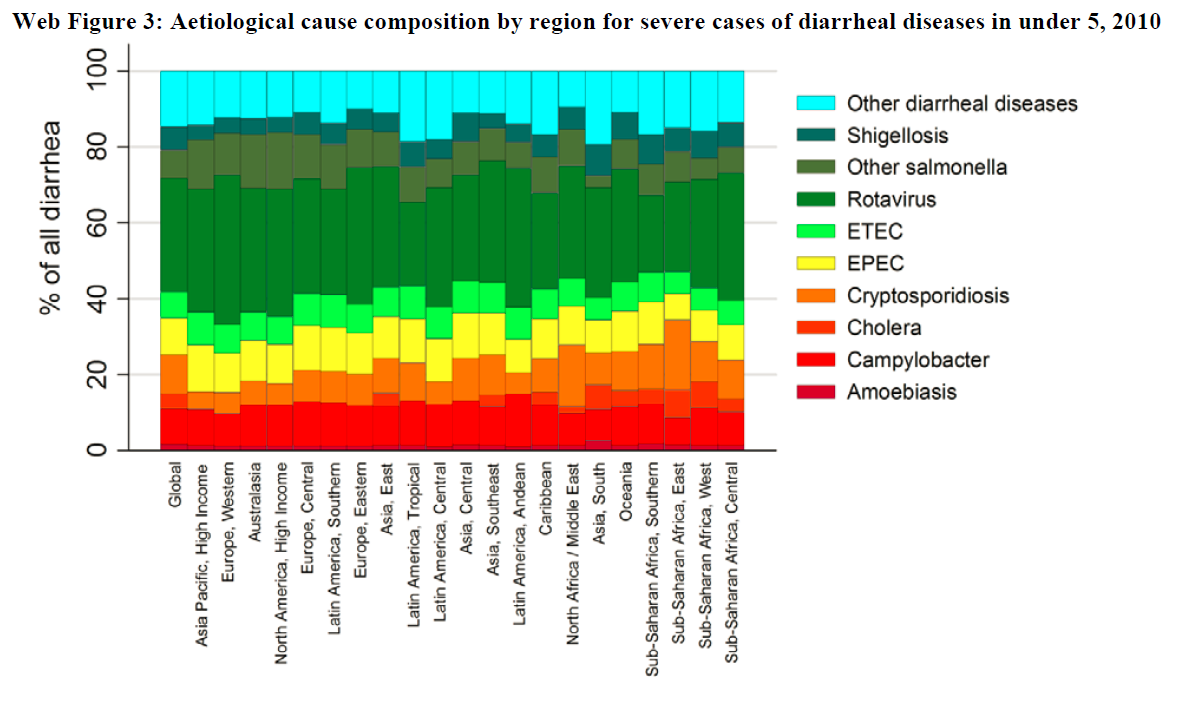 Web Figure 3: Aetiological cause composition by region for severe cases of diarrheal diseases in under 5, 2010
% of all diarrhea
100
80
60
40
20
0
Other diarrheal diseases
Shigellosis
Other salmonella
Rotavirus
ETEC
EPEC
Cryptosporidiosis
Cholera
Campylobacter
Amoebiasis
Global
Asia Pacific, High Income
Europe, Western
Australasia
North America, High Income
Europe, Central
Latin America, Southern
Europe, Eastern
Asia, East
Latin America, Tropical
Latin America, Central
Asia, Central
Asia, Southeast
Latin America, Andean
Caribbean
North Africa / Middle East
Asia, South
Oceania
Sub-Saharan Africa, Southern
Sub-Saharan Africa, East
Sub-Saharan Africa, West
Sub-Saharan Africa, Central